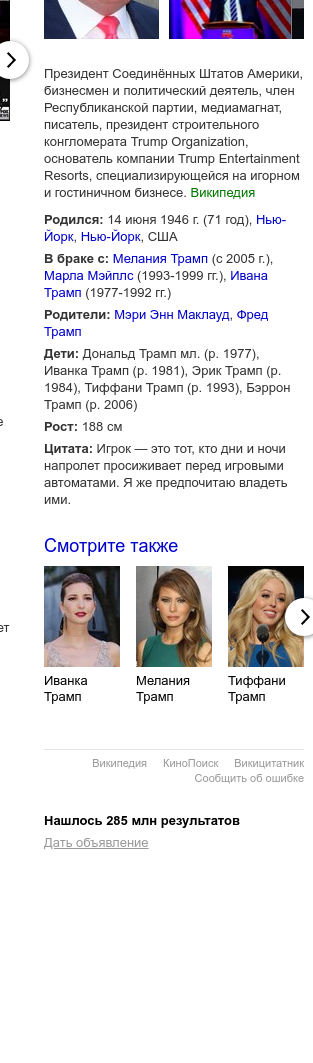 Президент Соединённых Штатов Америки,
бизнесмен и политический деятель, член
Республиканской партии, медиамагнат,
писатель, президент строительного
конгломерата Trump Organization,
основатель компании Trump Entertainment
Resorts, специализирующейся на игорном
и гостиничном бизнесе. Википедия
Родился: 14 июня 1946 г. (71 год), Нью-
Йорк, Нью-Йорк, США
В браке с: Мелания Трамп (с 2005 г.),
Марла Мэйплс (1993-1999 гг.), Ивана
Трамп (1977-1992 гг.)
Родители: Мэри Энн Маклауд, Фред
Трамп
Дети: Дональд Трамп мл. (р. 1977),
Иванка Трамп (р. 1981), Эрик Трамп (р.
1984), Тиффани Трамп (р. 1993), Бэррон
Трамп (р. 2006)
Рост: 188 см
Цитата: Игрок — это тот, кто дни и ночи
напролет просиживает перед игровыми
автоматами. Я же предпочитаю владеть
ими.
Смотрите также
Иванка
Трамп
Мелания
Трамп
Тиффани
Трамп
Википедия КиноПоиск Викицитатник
Сообщить об ошибке
Нашлось 285 млн результатов
Дать объявление